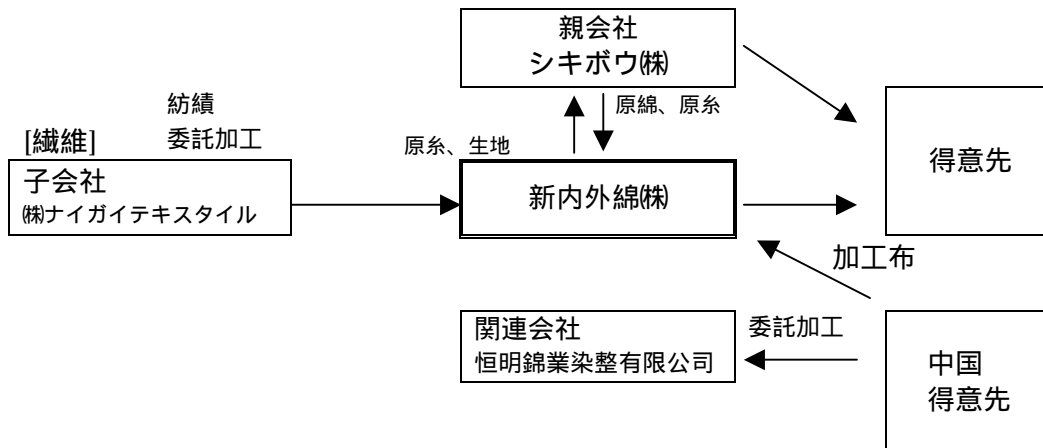 親会社
シキボウ㈱
紡績
委託加工
[繊維]
原綿、原糸
原糸、生地
子会社
㈱ナイガイテキスタイル
新内外綿㈱
得意先
加工布
関連会社
恒明錦業染整有限公司
委託加工
中国
得意先